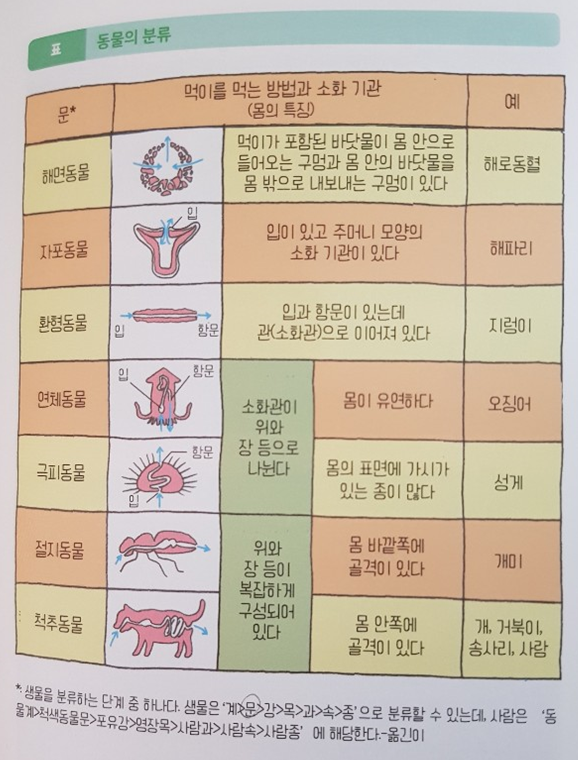 표 동물의 분류
문* 먹이를 먹는 방법과 소화 기관 예
(몸의 특징)
해면동물
먹이가 포함된 바닷물이 몸 안으로
들어오는 구멍과 몸 안의 바닷물을
몸 밖으로 내보내는 구멍이 있다
해로동혈
자포동물
입
입이 있고 주머니 모양의
소화 기관이 있다
해파리
환형동물
입 항문
입과 항문이 있는데
관(소화관)으로 이어져 있다
지렁이
연체동물
입 항문
소화관이
위와
장 등으로
나뉜다
몸이 유연하다
오징어
극피동물
항문
입
몸의 표면에 가시가
있는 종이 많다
성게
절지동물
위와
장 등이
복잡하게
구성되어
있다
몸 바깥쪽에
골격이 있다
개미
척추동물
몸 안쪽에
골격이 있다
개, 거북이,
송사리, 사람
*: 생물을 분류하는 단계 중 하나다. 생물은 '계>문>강>목>과>속>종'으로 분류할 수 있는데, 사람은 '동
물계>척색동물문>포유강>영장목>사람과>사람속>사람종' 에 해당한다.-옮긴이